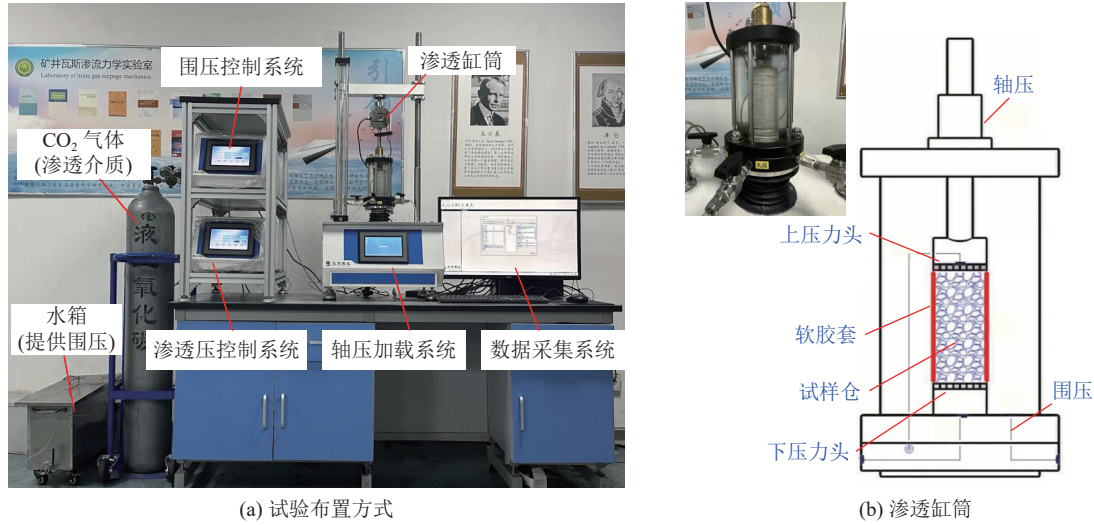 矿井瓦斯渗流力学实验室
Laboratory of mine gas seepage mechanics
围压控制系统
渗透缸筒
CO₂ 气体
(渗透介质)
液
氧
化
碳
水箱
(提供围压)
渗透压控制系统
轴压加载系统
数据采集系统
(a) 试验布置方式
轴压
上压力头
软胶套
试样仓
围压
下压力头
(b) 渗透缸筒